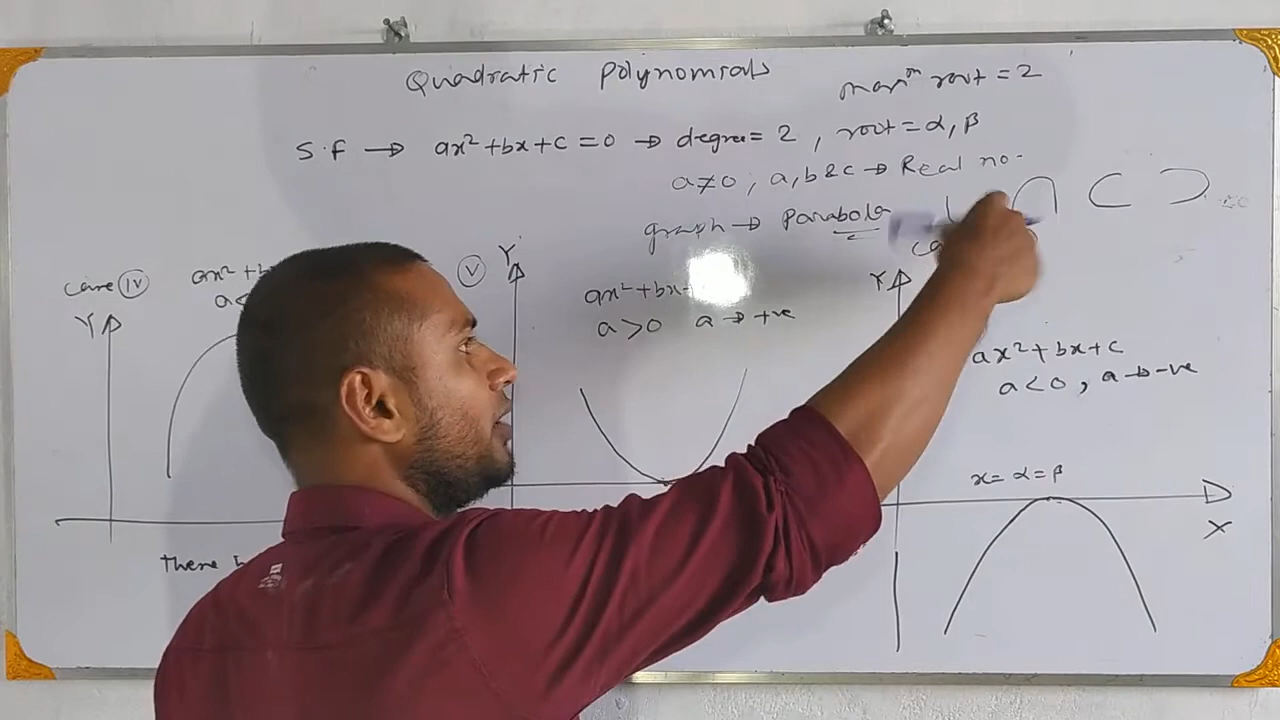 Quadratic Polynomials
maxᵐ root = 2
S.f → ax² + bx + c = 0 → degree = 2 , root = α, β
a ≠ 0 ; a, b & c → Real no.
graph → Parabola
case (iv)
ax² + b
a <
Y
There
(v)
Y
ax² + bx
a > 0 a → +ve
Y
ax² + bx + c
a < 0 , a → -ve
x = α = β
X